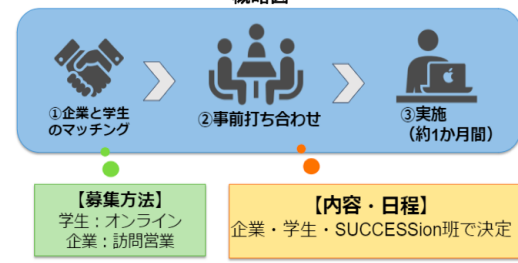 概略図
①企業と学生
のマッチング
②事前打ち合わせ
③実施
（約1か月間）
【募集方法】
学生：オンライン
企業：訪問営業
【内容・日程】
企業・学生・SUCCESSion班で決定